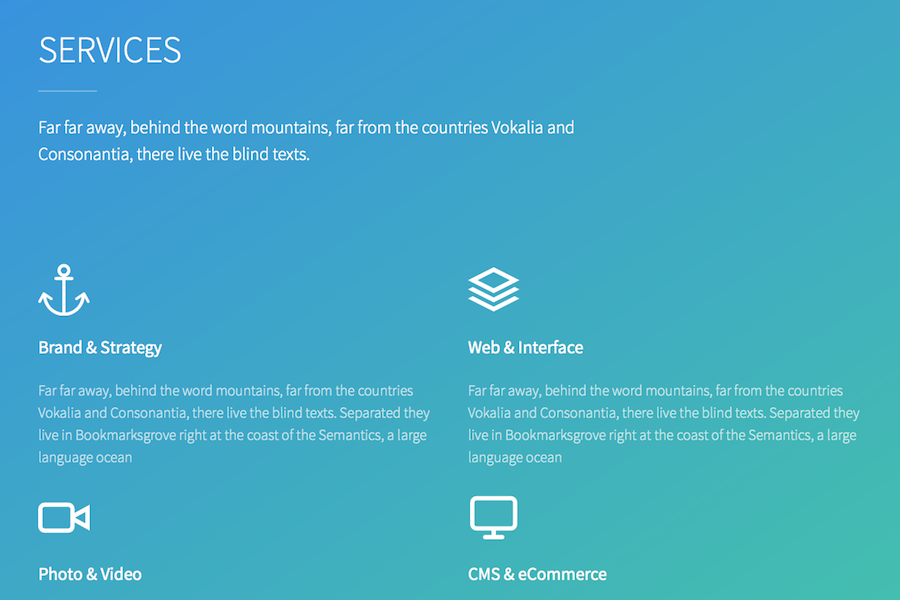 SERVICES
Far far away, behind the word mountains, far from the countries Vokalia and
Consonantia, there live the blind texts.
Brand & Strategy
Far far away, behind the word mountains, far from the countries
Vokalia and Consonantia, there live the blind texts. Separated they
live in Bookmarksgrove right at the coast of the Semantics, a large
language ocean
Web & Interface
Far far away, behind the word mountains, far from the countries
Vokalia and Consonantia, there live the blind texts. Separated they
live in Bookmarksgrove right at the coast of the Semantics, a large
language ocean
Photo & Video
CMS & eCommerce